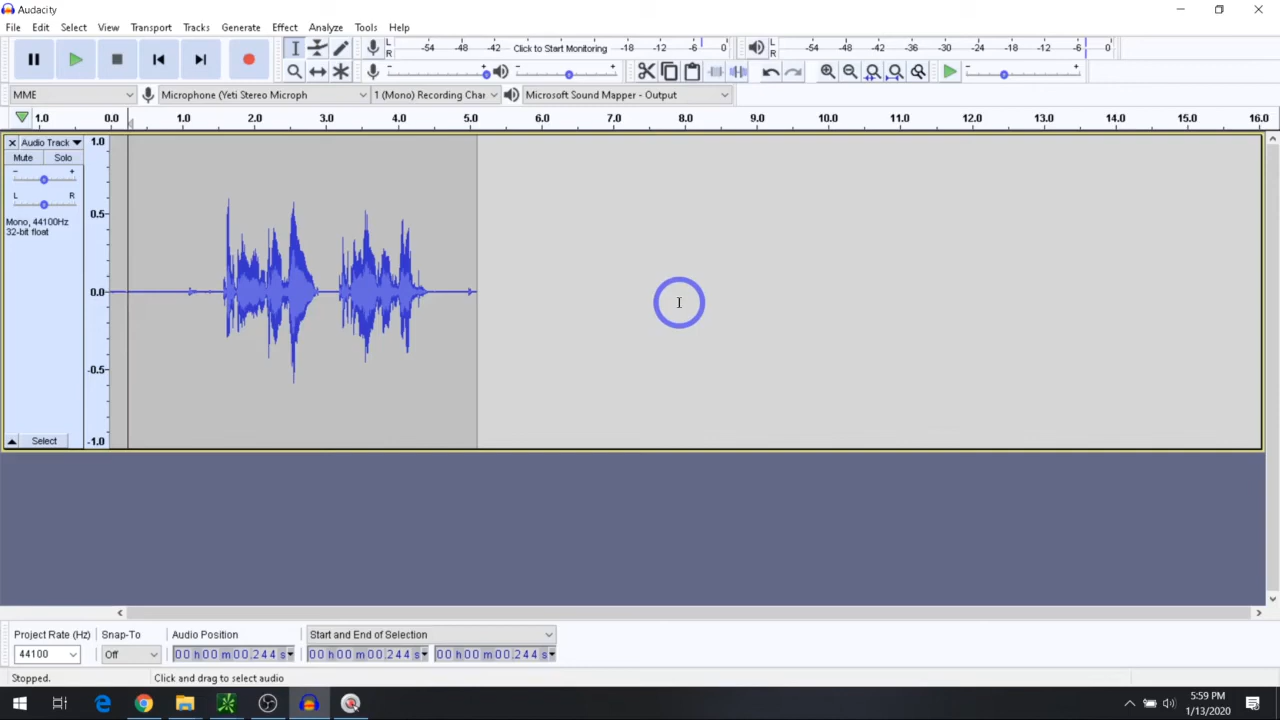 Audacity
File Edit Select View Transport Tracks Generate Effect Analyze Tools Help
L R -54 -48 -42 Click to Start Monitoring -18 -12 -6 0 L R -54 -48 -42 -36 -30 -24 -18 -12 -6 0
- + - + - +
MME Microphone (Yeti Stereo Microph 1 (Mono) Recording Char Microsoft Sound Mapper - Output
1.0 0.0 1.0 2.0 3.0 4.0 5.0 6.0 7.0 8.0 9.0 10.0 11.0 12.0 13.0 14.0 15.0 16.0
Audio Track 1.0
Mute Solo
- +
L R
0.5
Mono, 44100Hz
32-bit float
0.0
-0.5
Select -1.0
Project Rate (Hz) Snap-To Audio Position Start and End of Selection
44100 Off 00 h 00 m 00.244 s 00 h 00 m 00.244 s 00 h 00 m 00.244 s
Stopped. Click and drag to select audio
5:59 PM
1/13/2020